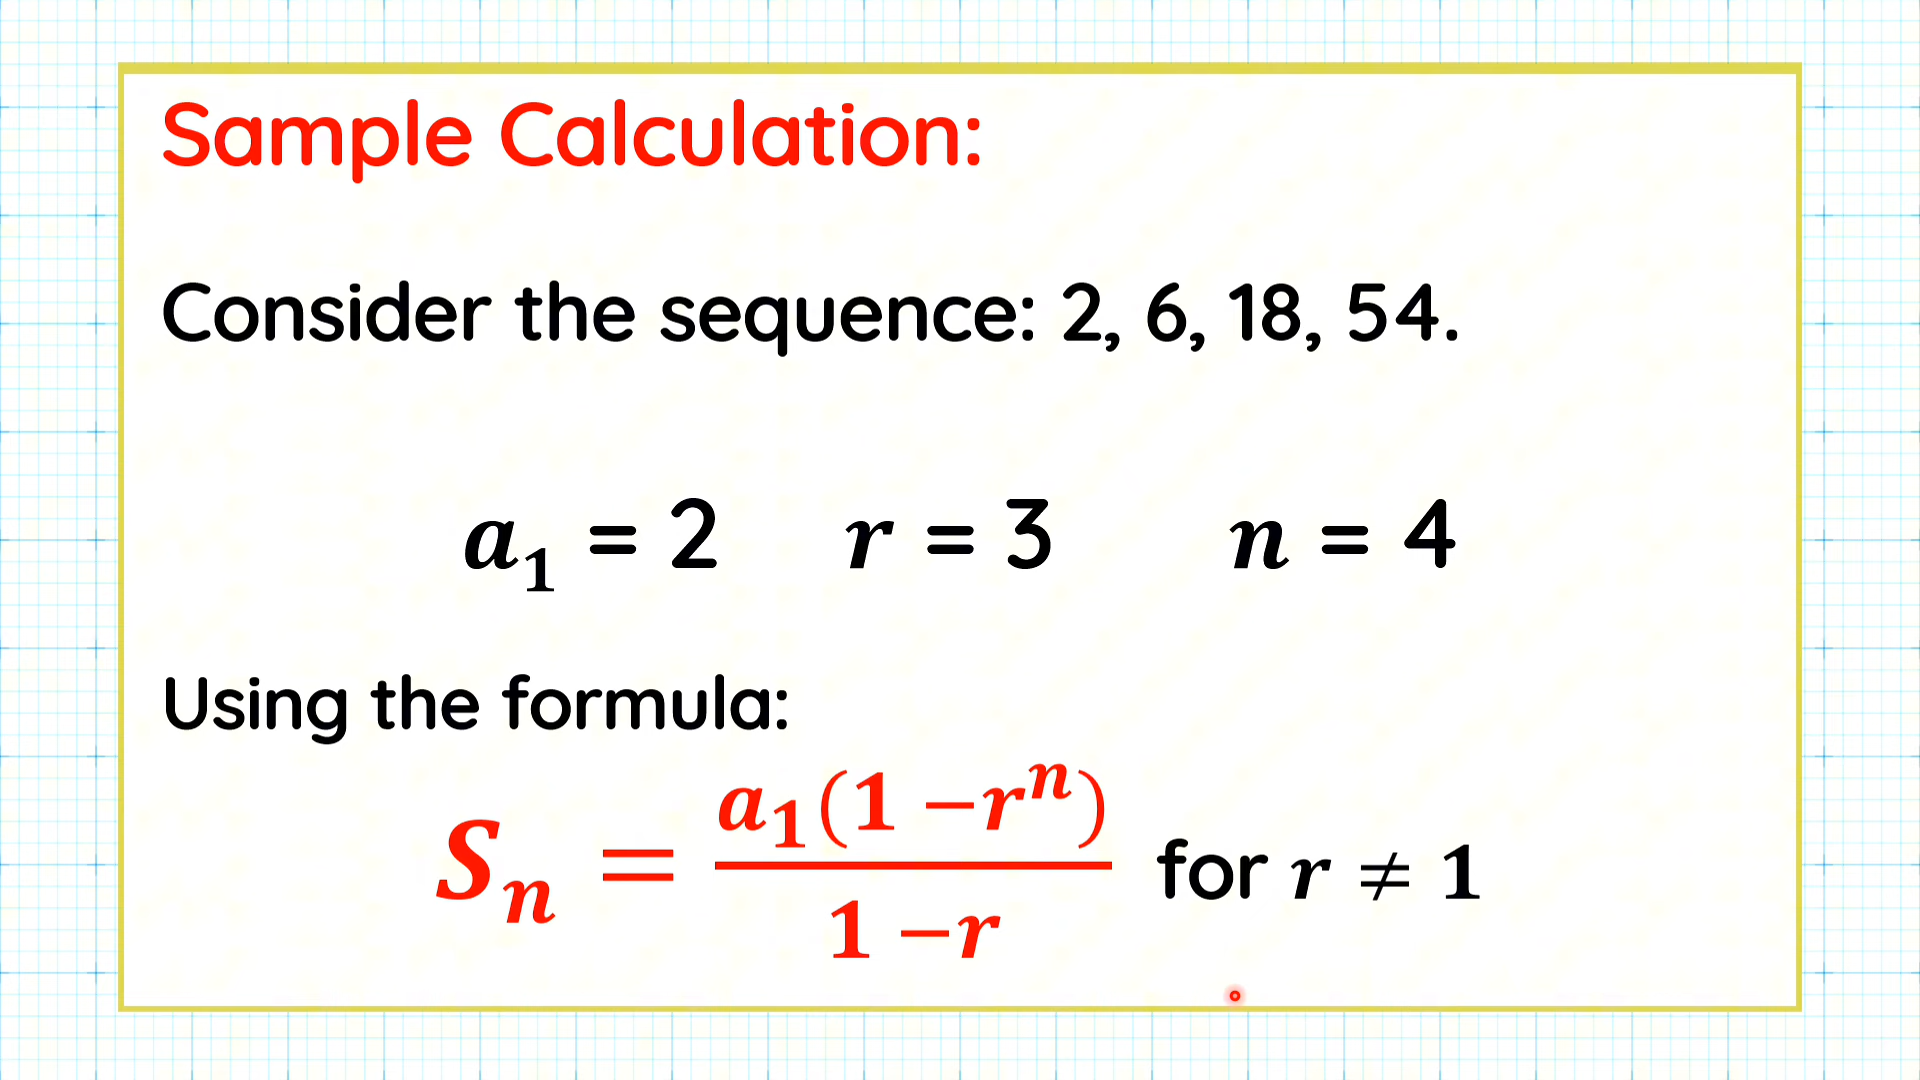 Sample Calculation:
Consider the sequence: 2, 6, 18, 54.
a₁ = 2 r = 3 n = 4
Using the formula:
Sₙ = a₁(1 −rⁿ) / 1 −r for r ≠ 1